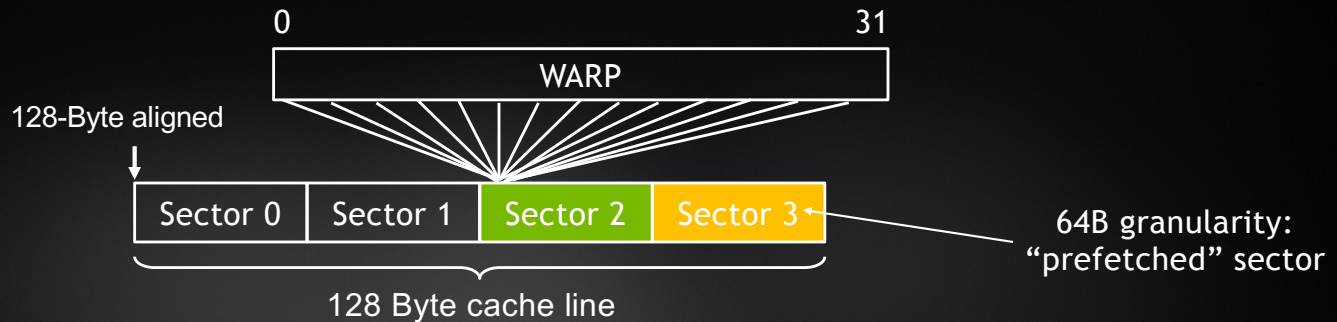 0
31
WARP
128-Byte aligned
Sector 0
Sector 1
Sector 2
Sector 3
64B granularity:
“prefetched” sector
128 Byte cache line